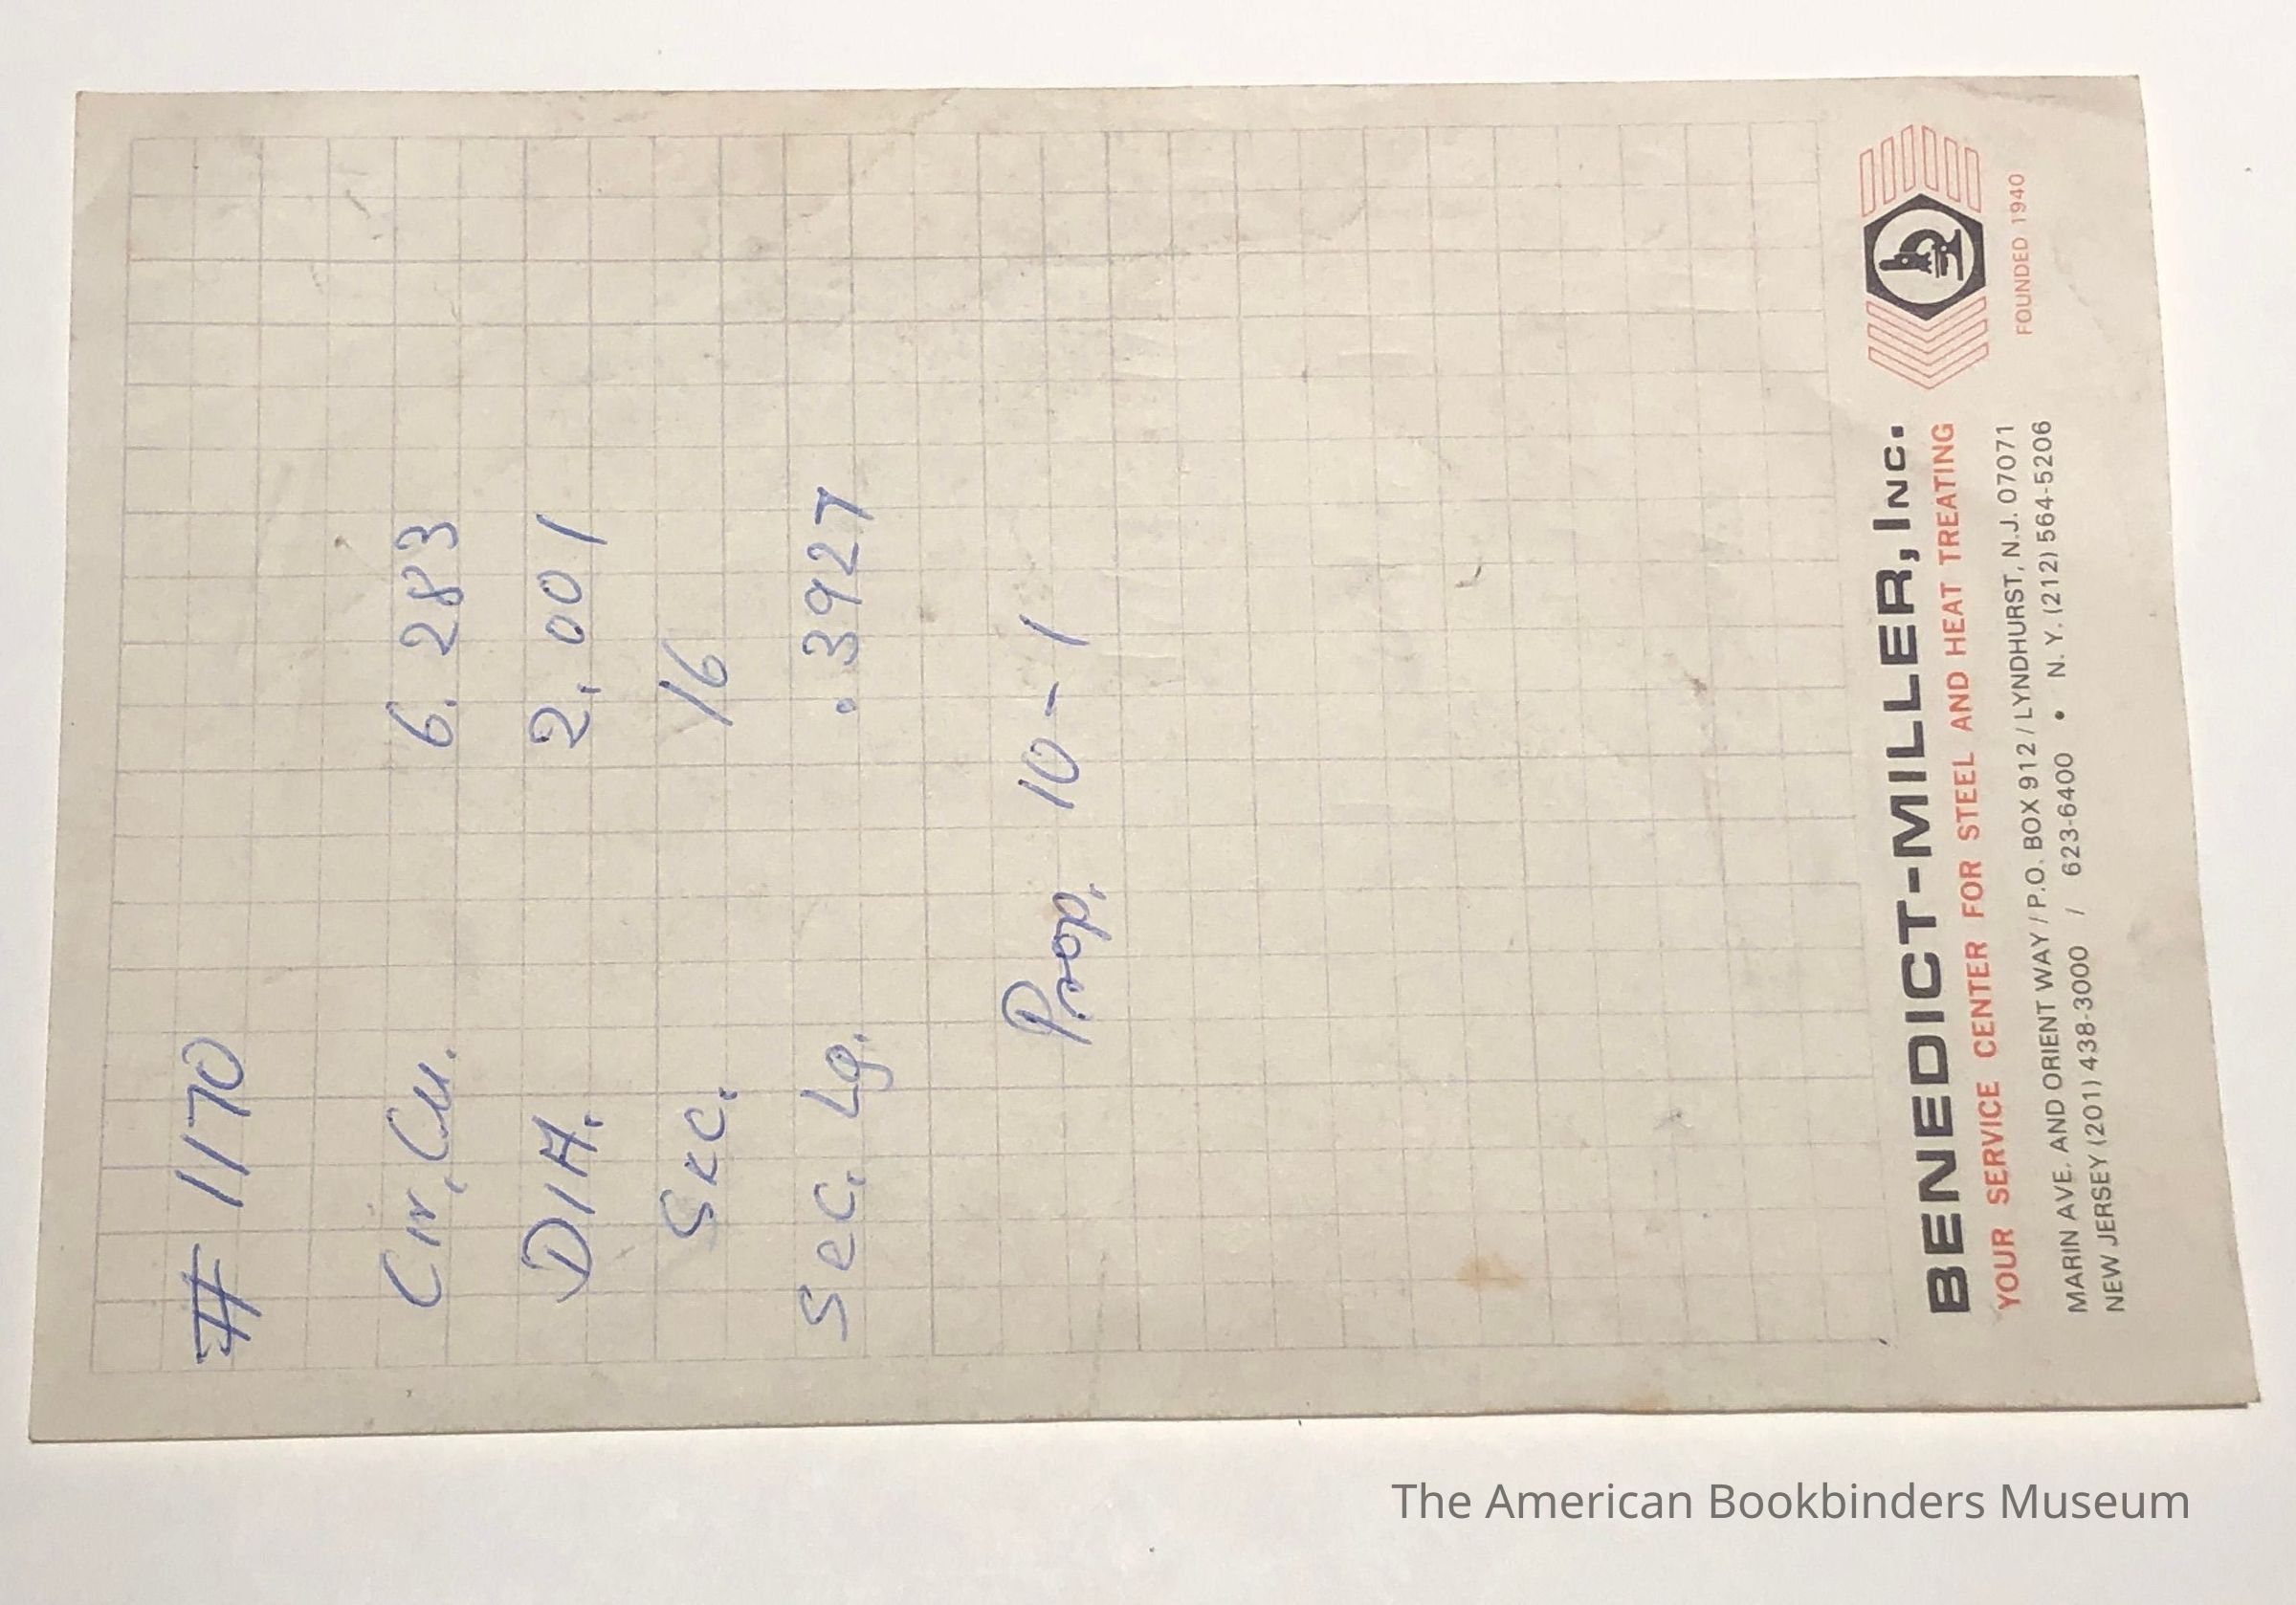 # 1170
Cir. Cu. 6.283
DIA. 2.001
Sec. 16
Sec. Lg. .3927
Prop. 10-1
BENEDICT-MILLER, INC.
YOUR SERVICE CENTER FOR STEEL AND HEAT TREATING
MARIN AVE. AND ORIENT WAY / P.O. BOX 912 / LYNDHURST, N.J. 07071
NEW JERSEY (201) 438-3000 / 623-6400 • N. Y. (212) 564-5206
FOUNDED 1940
The American Bookbinders Museum